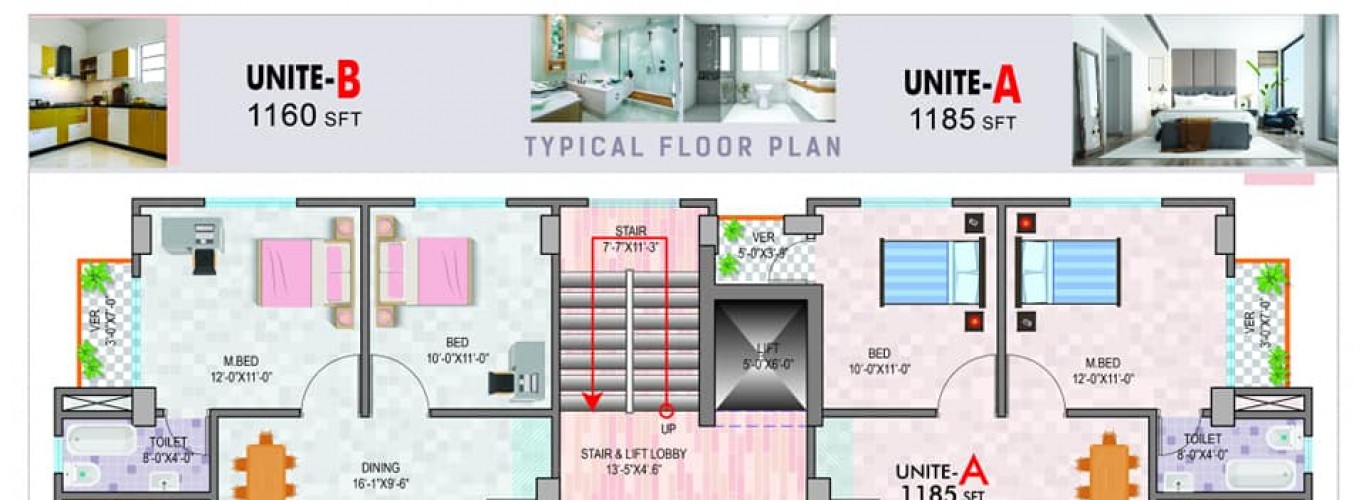 UNITE-B
1160 SFT
TYPICAL FLOOR PLAN
UNITE-A
1185 SFT
VER
3'-0"X7'-0"
M.BED
12'-0"X11'-0"
BED
10'-0"X11'-0"
STAIR
7'-7"X11'-3"
UP
VER
LIFT
5'-0"X6'-0"
BED
10'-0"X11'-0"
M.BED
12'-0"X11'-0"
VER
3'-0"X7'-0"
TOILET
8'-0"X4'-0"
DINING
16'-1"X9'-6"
STAIR & LIFT LOBBY
13'-5"X4'.6"
UNITE-A
1185 SFT
TOILET
8'-0"X4'-0"